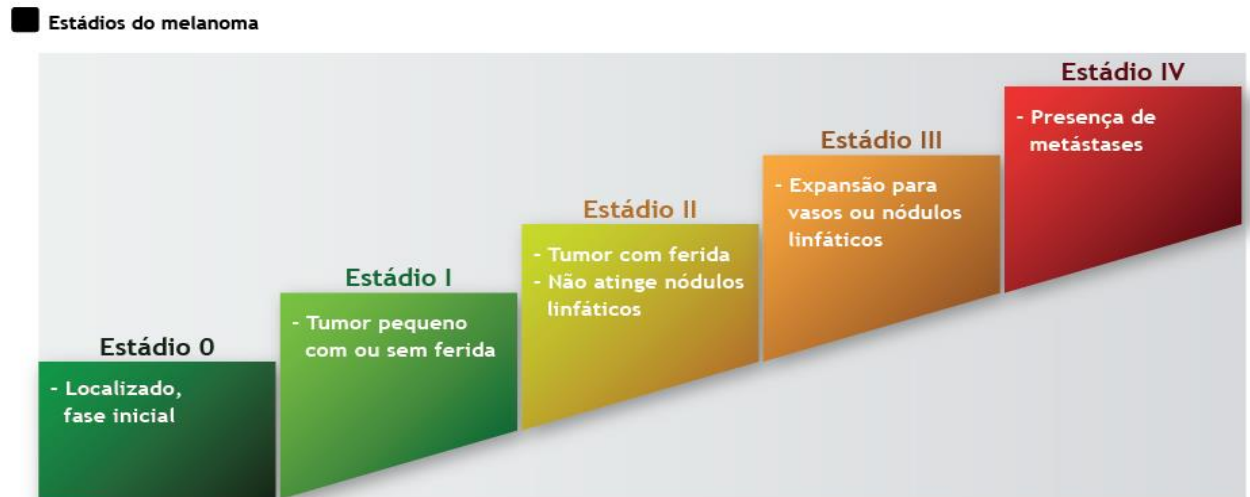 Estádios do melanoma
Estádio 0
- Localizado,
fase inicial
Estádio I
- Tumor pequeno
com ou sem ferida
Estádio II
- Tumor com ferida
- Não atinge nódulos
linfáticos
Estádio III
- Expansão para
vasos ou nódulos
linfáticos
Estádio IV
- Presença de
metástases